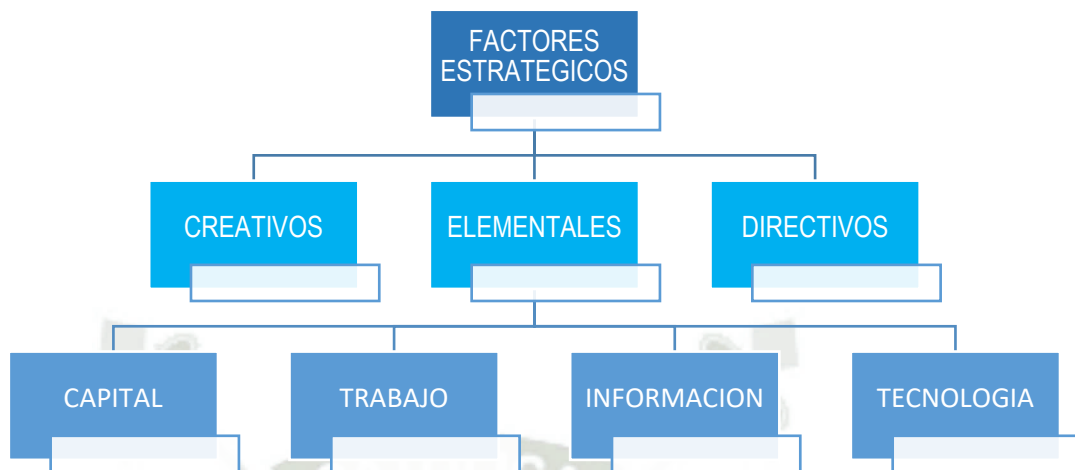 FACTORES
ESTRATEGICOS
CREATIVOS
ELEMENTALES
DIRECTIVOS
CAPITAL
TRABAJO
INFORMACION
TECNOLOGIA